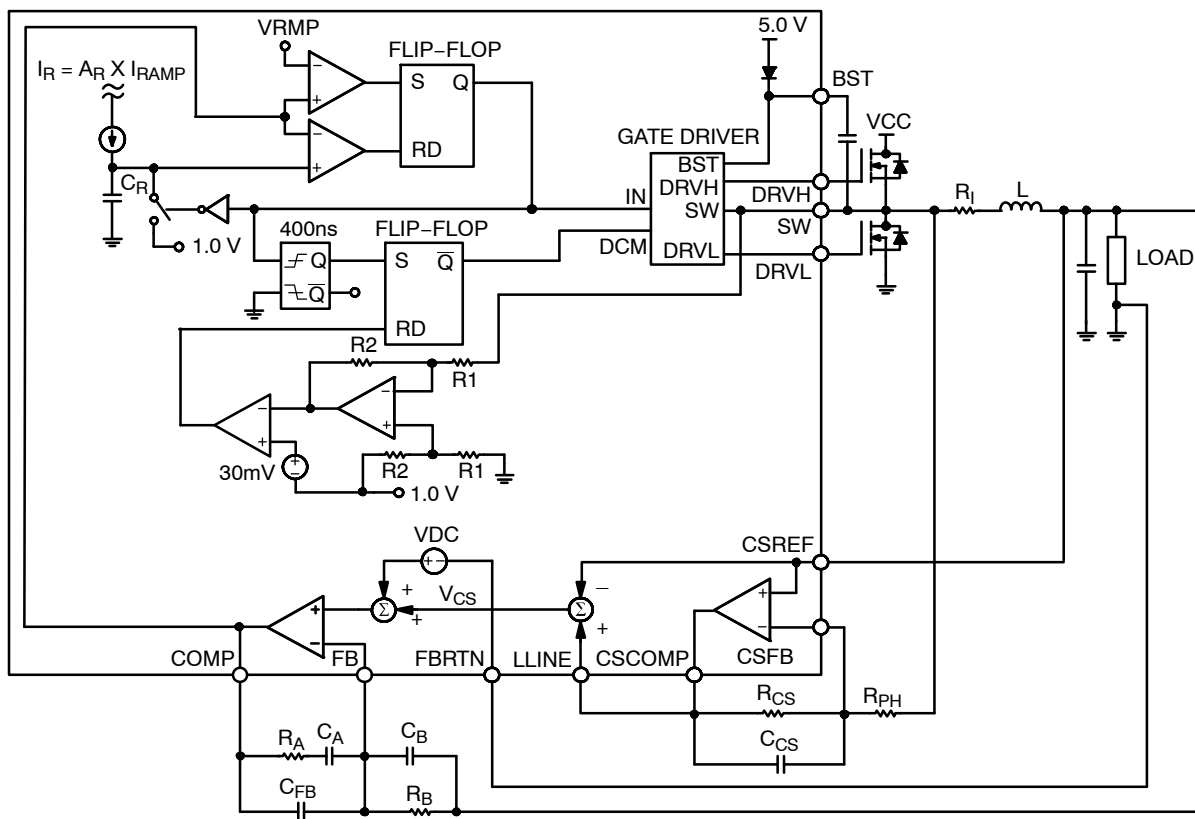 5.0 V
VRMP
FLIP−FLOP
I_R = A_R X I_RAMP
S
Q
BST
−
+
VCC
GATE DRIVER
−
+
RD
BST
DRVH
C_R
IN
DRVH
R_I
L
SW
SW
1.0 V
400ns
FLIP−FLOP
DCM
DRVL
DRVL
LOAD
Q
S
Q̅
Q̅
RD
R2
R1
−
−
+
+
R2
R1
30mV
+
−
1.0 V
VDC
CSREF
+ −
+
−
V_CS
+
+
Σ
Σ
−
−
+
+
COMP
FB
FBRTN
LLINE
CSCOMP
CSFB
R_CS
R_PH
R_A
C_A
C_B
C_CS
C_FB
R_B